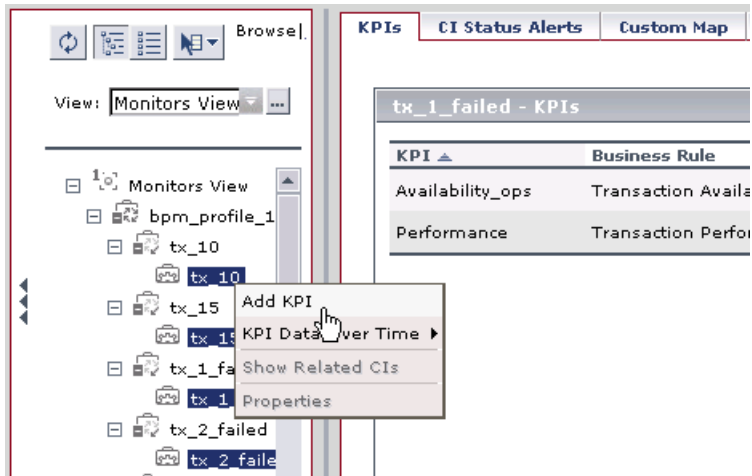 Browse
View: Monitors View ...
1 Monitors View
bpm_profile_1
tx_10
tx_10
tx_15
tx_15
tx_1_fa
tx_1
tx_2_failed
tx_2_faile
Add KPI
KPI Data Over Time
Show Related CIs
Properties
KPIs CI Status Alerts Custom Map
tx_1_failed - KPIs
KPI Business Rule
Availability_ops Transaction Availa
Performance Transaction Perfor